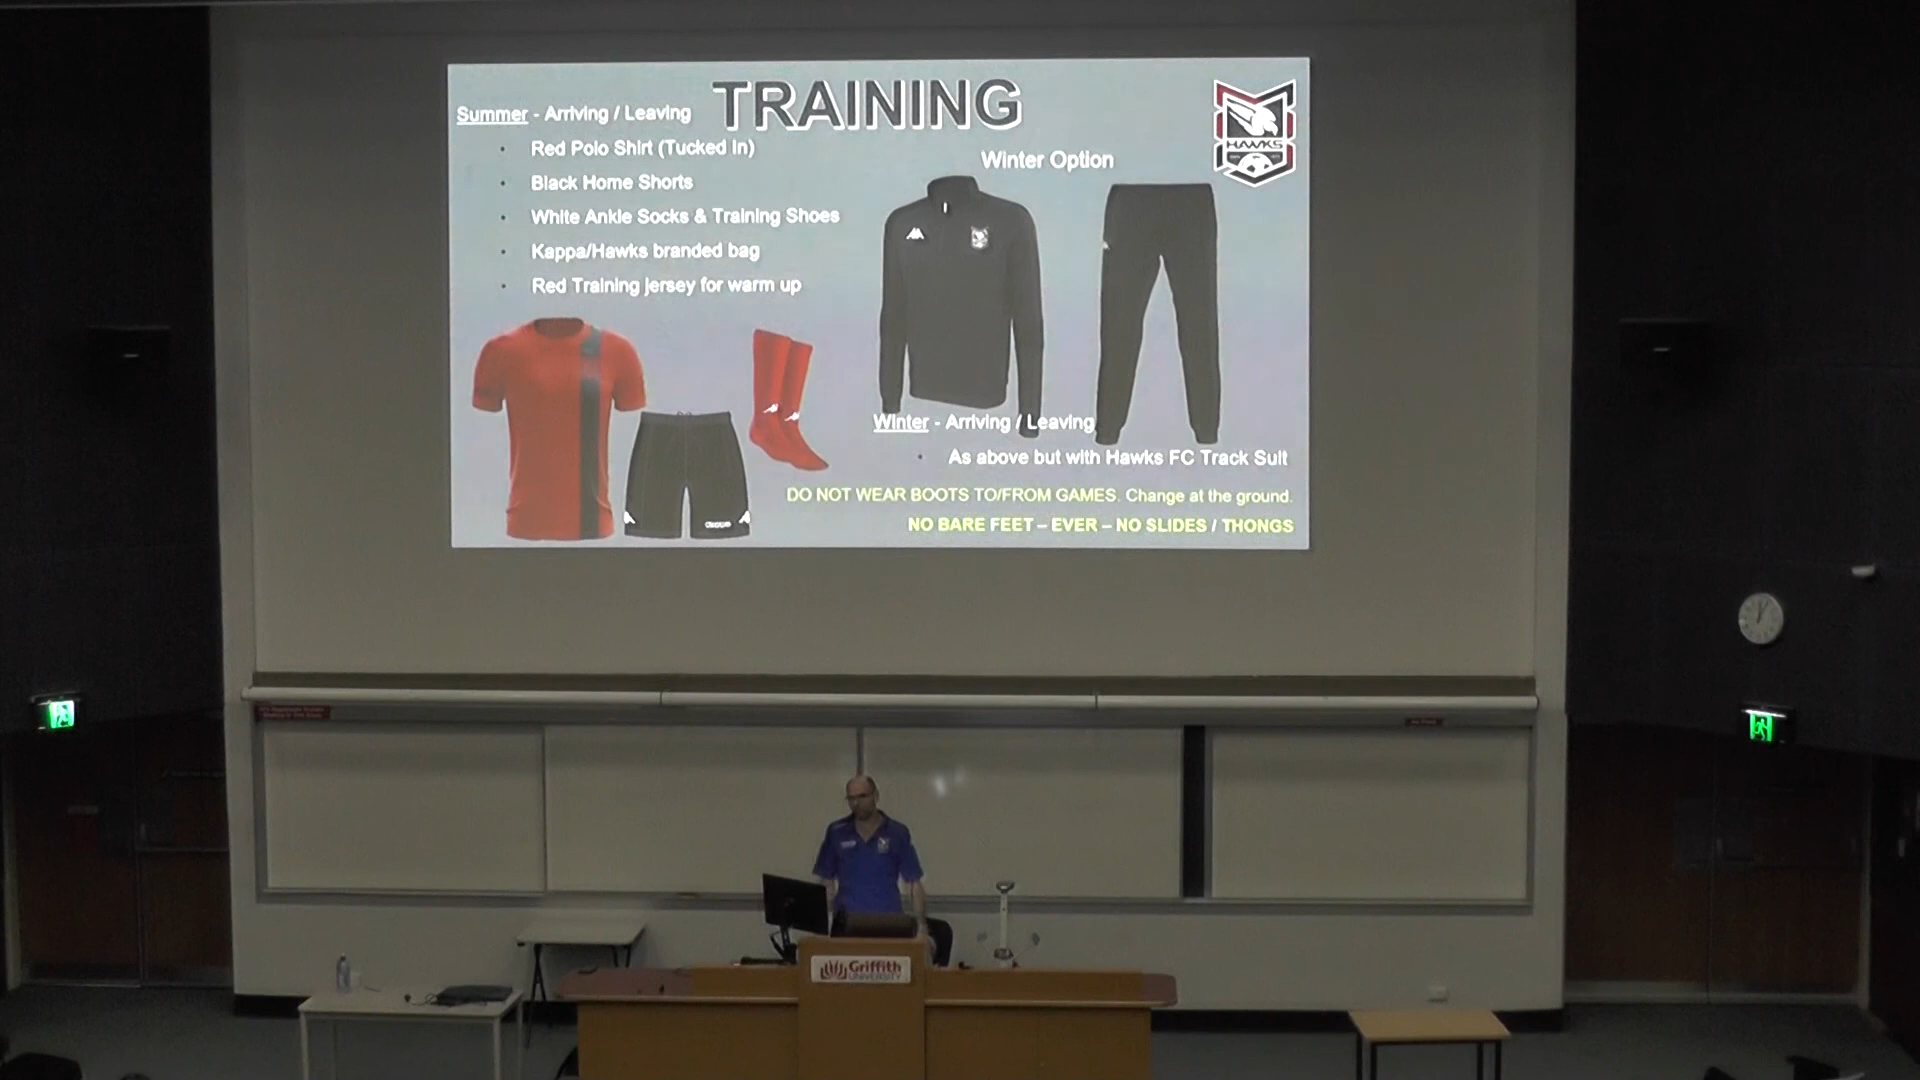 TRAINING
Summer - Arriving / Leaving
• Red Polo Shirt (Tucked In)
• Black Home Shorts
• White Ankle Socks & Training Shoes
• Kappa/Hawks branded bag
• Red Training jersey for warm up
HAWKS
Winter Option
Winter - Arriving / Leaving
• As above but with Hawks FC Track Suit
DO NOT WEAR BOOTS TO/FROM GAMES. Change at the ground.
NO BARE FEET – EVER – NO SLIDES / THONGS
Griffith
UNIVERSITY